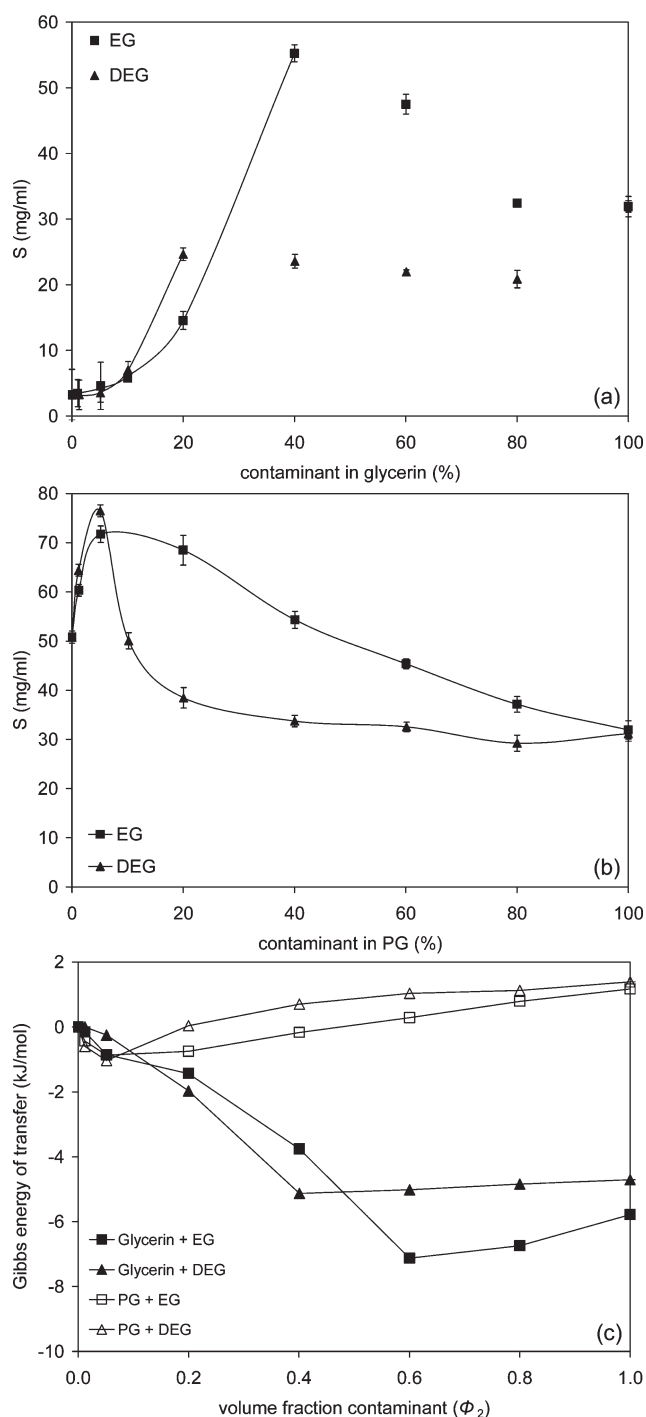 60
50
40
30
20
10
0
S (mg/ml)
EG
DEG
(a)
0 20 40 60 80 100
contaminant in glycerin (%)
80
70
60
50
40
30
20
10
0
S (mg/ml)
EG
DEG
(b)
0 20 40 60 80 100
contaminant in PG (%)
2
0
-2
-4
-6
-8
-10
Gibbs energy of transfer (kJ/mol)
Glycerin + EG
Glycerin + DEG
PG + EG
PG + DEG
(c)
0.0 0.2 0.4 0.6 0.8 1.0
volume fraction contaminant (Φ2)